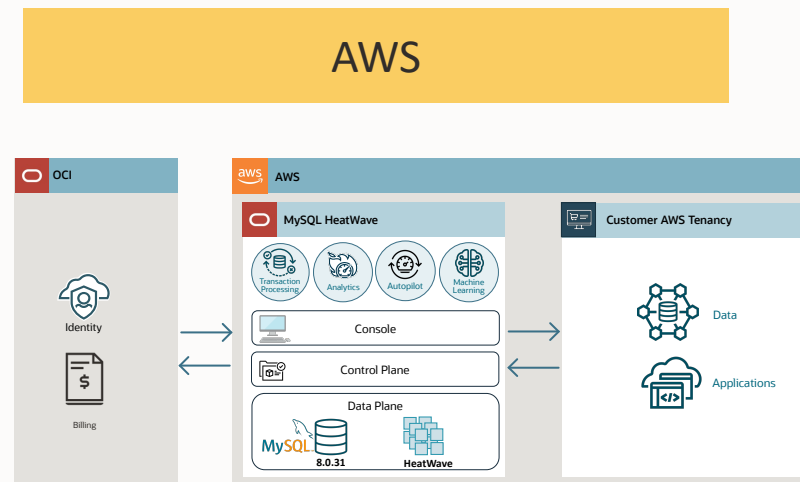 AWS
OCI
aws
AWS
MySQL HeatWave
Customer AWS Tenancy
Transaction
Processing
Analytics
Autopilot
Machine
Learning
Identity
$
Billing
Console
Control Plane
Data Plane
MySQL
8.0.31
HeatWave
Data
</>
Applications